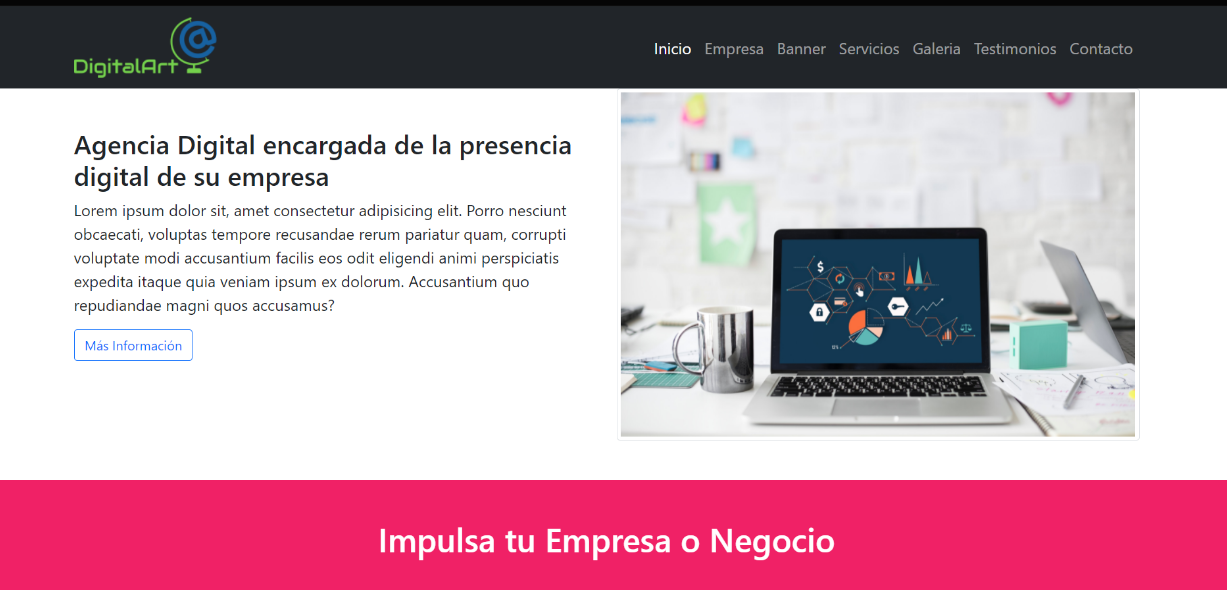 DigitalArt
Inicio Empresa Banner Servicios Galeria Testimonios Contacto
Agencia Digital encargada de la presencia
digital de su empresa
Lorem ipsum dolor sit, amet consectetur adipisicing elit. Porro nesciunt
obcaecati, voluptas tempore recusandae rerum pariatur quam, corrupti
voluptate modi accusantium facilis eos odit eligendi animi perspiciatis
expedita itaque quia veniam ipsum ex dolorum. Accusantium quo
repudiandae magni quos accusamus?
Más Información
Impulsa tu Empresa o Negocio